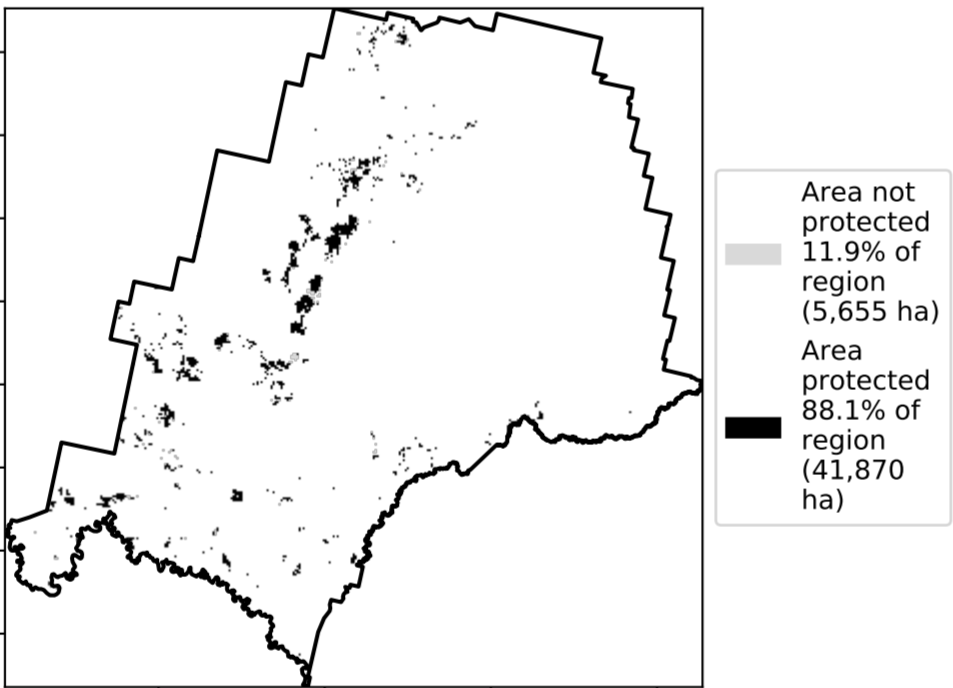 Area not
protected
11.9% of
region
(5,655 ha)
Area
protected
88.1% of
region
(41,870
ha)